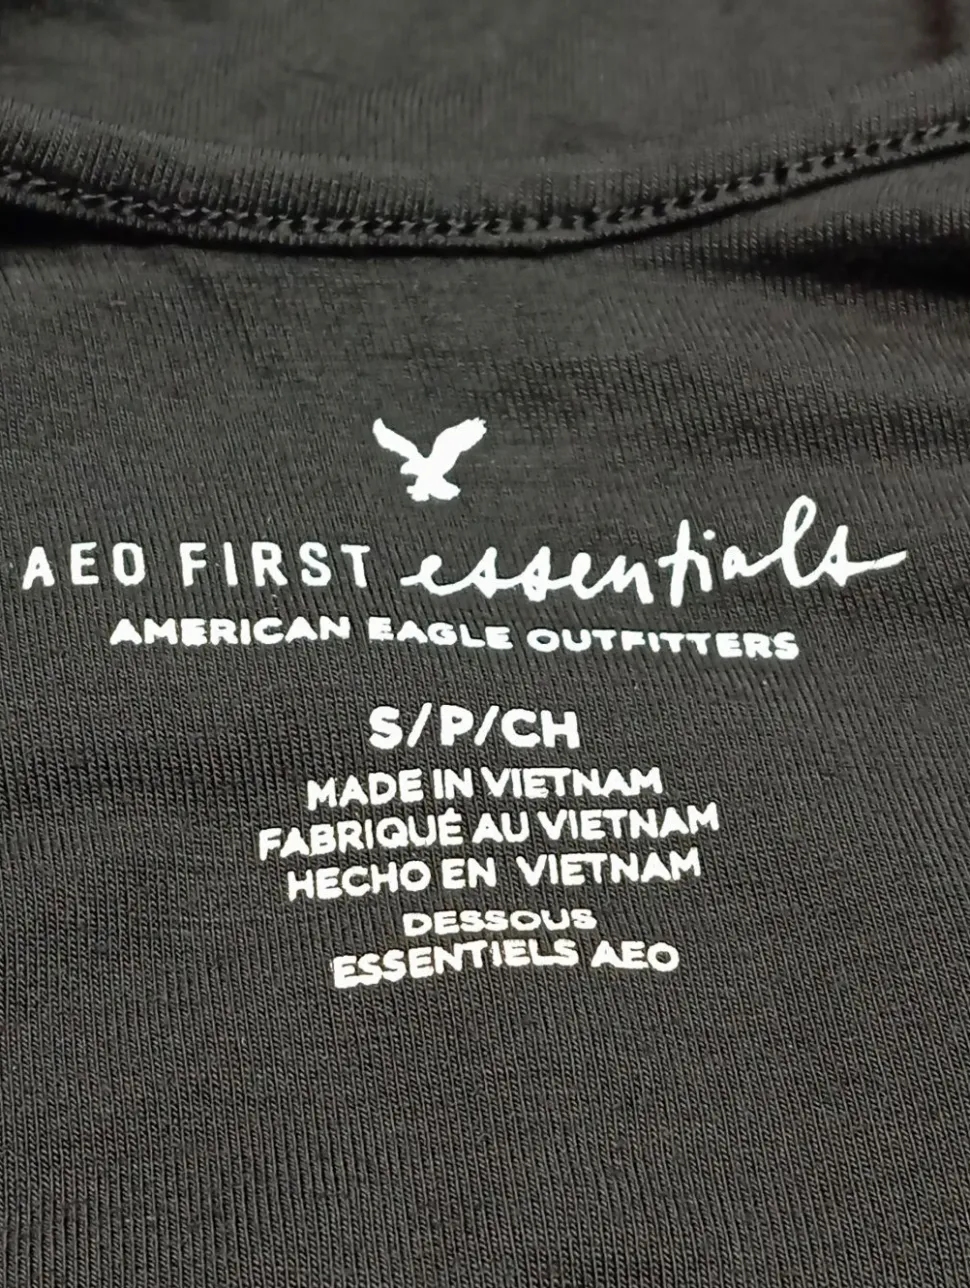 AEO FIRST essentials
AMERICAN EAGLE OUTFITTERS
S/P/CH
MADE IN VIETNAM
FABRIQUÉ AU VIETNAM
HECHO EN VIETNAM
DESSOUS
ESSENTIELS AEO